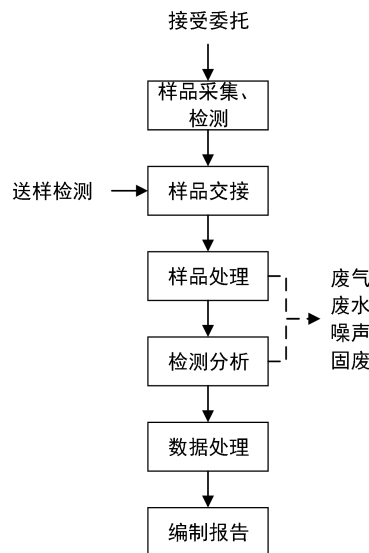 接受委托
样品采集、
检测
送样检测
样品交接
样品处理
废气
废水
噪声
固废
检测分析
数据处理
编制报告